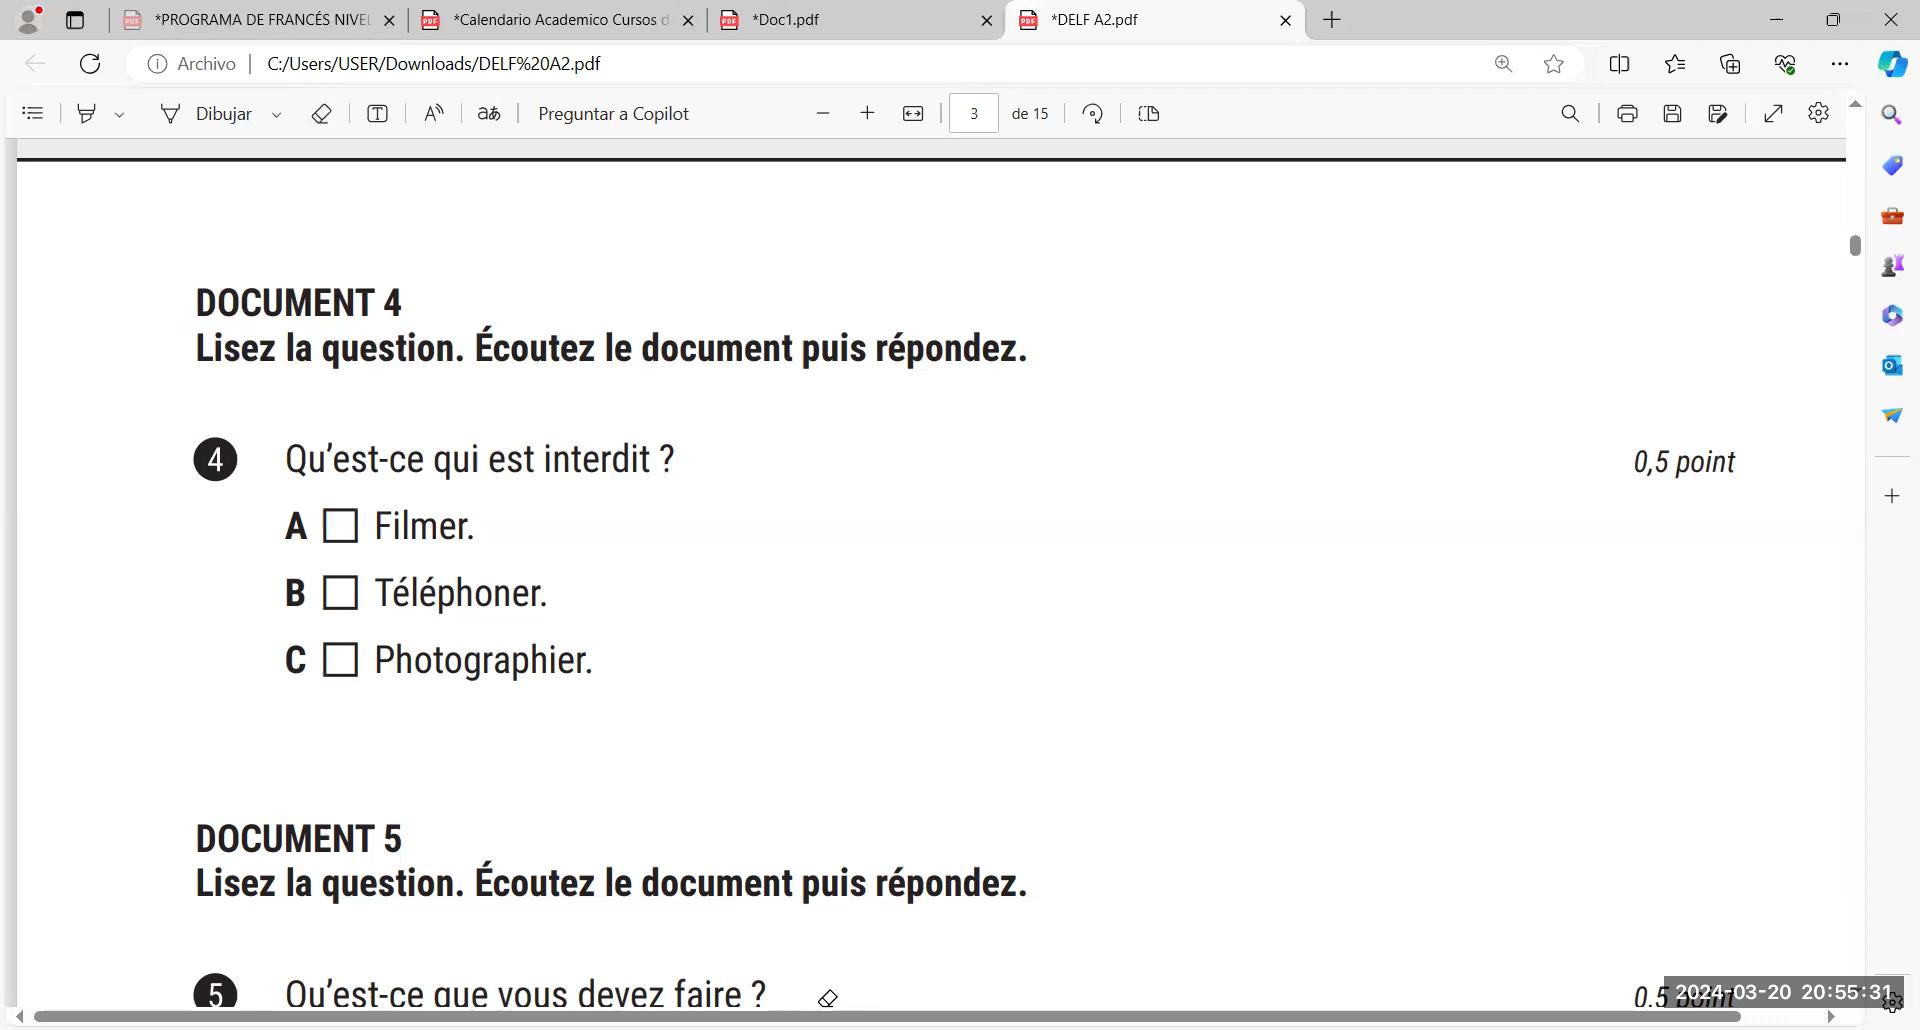 *PROGRAMA DE FRANCÉS NIVEL
*Calendario Academico Cursos d
*Doc1.pdf
*DELF A2.pdf
Archivo
C:/Users/USER/Downloads/DELF%20A2.pdf
Dibujar
Preguntar a Copilot
3
de 15
DOCUMENT 4
Lisez la question. Écoutez le document puis répondez.
4 Qu'est-ce qui est interdit ? 0,5 point
A Filmer.
B Téléphoner.
C Photographier.
DOCUMENT 5
Lisez la question. Écoutez le document puis répondez.
5 Qu'est-ce que vous devez faire ? 0,5 point
2024-03-20 20:55:31